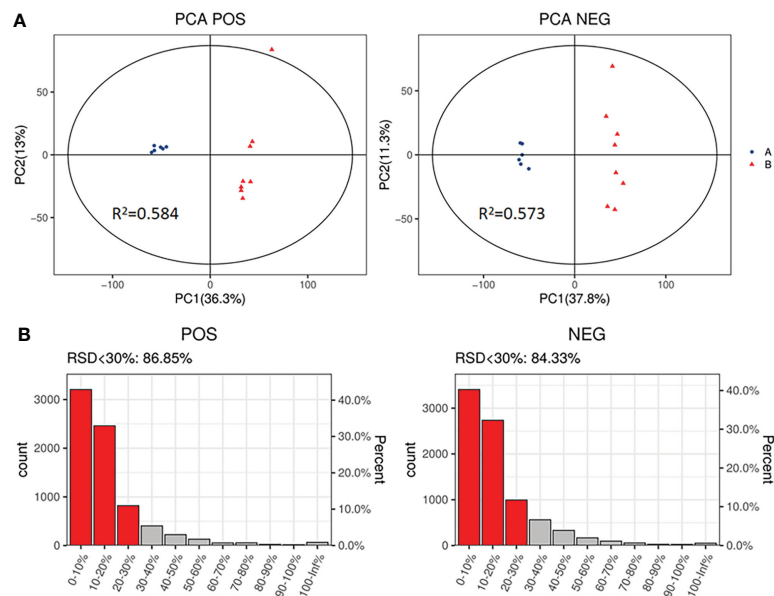 A
PCA POS
PCA NEG
PC2(13%)
50
0
−50
R²=0.584
−100
0
100
PC1(36.3%)
PC2(11.3%)
50
0
−50
R²=0.573
−100
0
100
PC1(37.8%)
A
B
B
POS
NEG
RSD<30%: 86.85%
RSD<30%: 84.33%
count
3000
2000
1000
0
40.0%
30.0%
20.0%
10.0%
0.0%
Percent
0-10%
10-20%
20-30%
30-40%
40-50%
50-60%
60-70%
70-80%
80-90%
90-100%
100-Inf%
count
3000
2000
1000
0
40.0%
30.0%
20.0%
10.0%
0.0%
Percent
0-10%
10-20%
20-30%
30-40%
40-50%
50-60%
60-70%
70-80%
80-90%
90-100%
100-Inf%